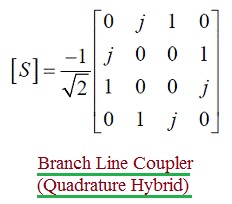 [S] = -1/√2 [0 j 1 0
j 0 0 1
1 0 0 j
0 1 j 0]
Branch Line Coupler
(Quadrature Hybrid)